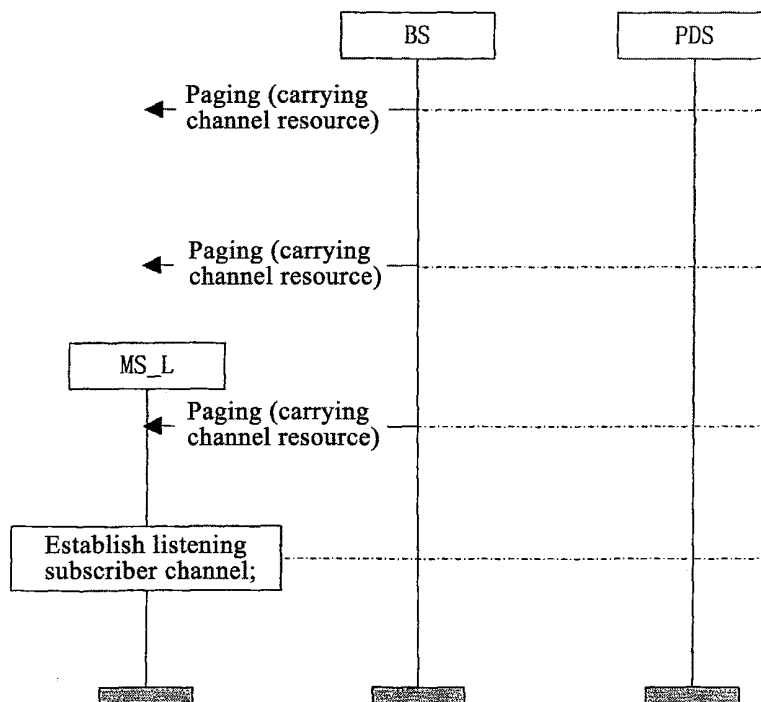 BS
PDS
Paging (carrying
channel resource)
Paging (carrying
channel resource)
MS_L
Paging (carrying
channel resource)
Establish listening
subscriber channel;